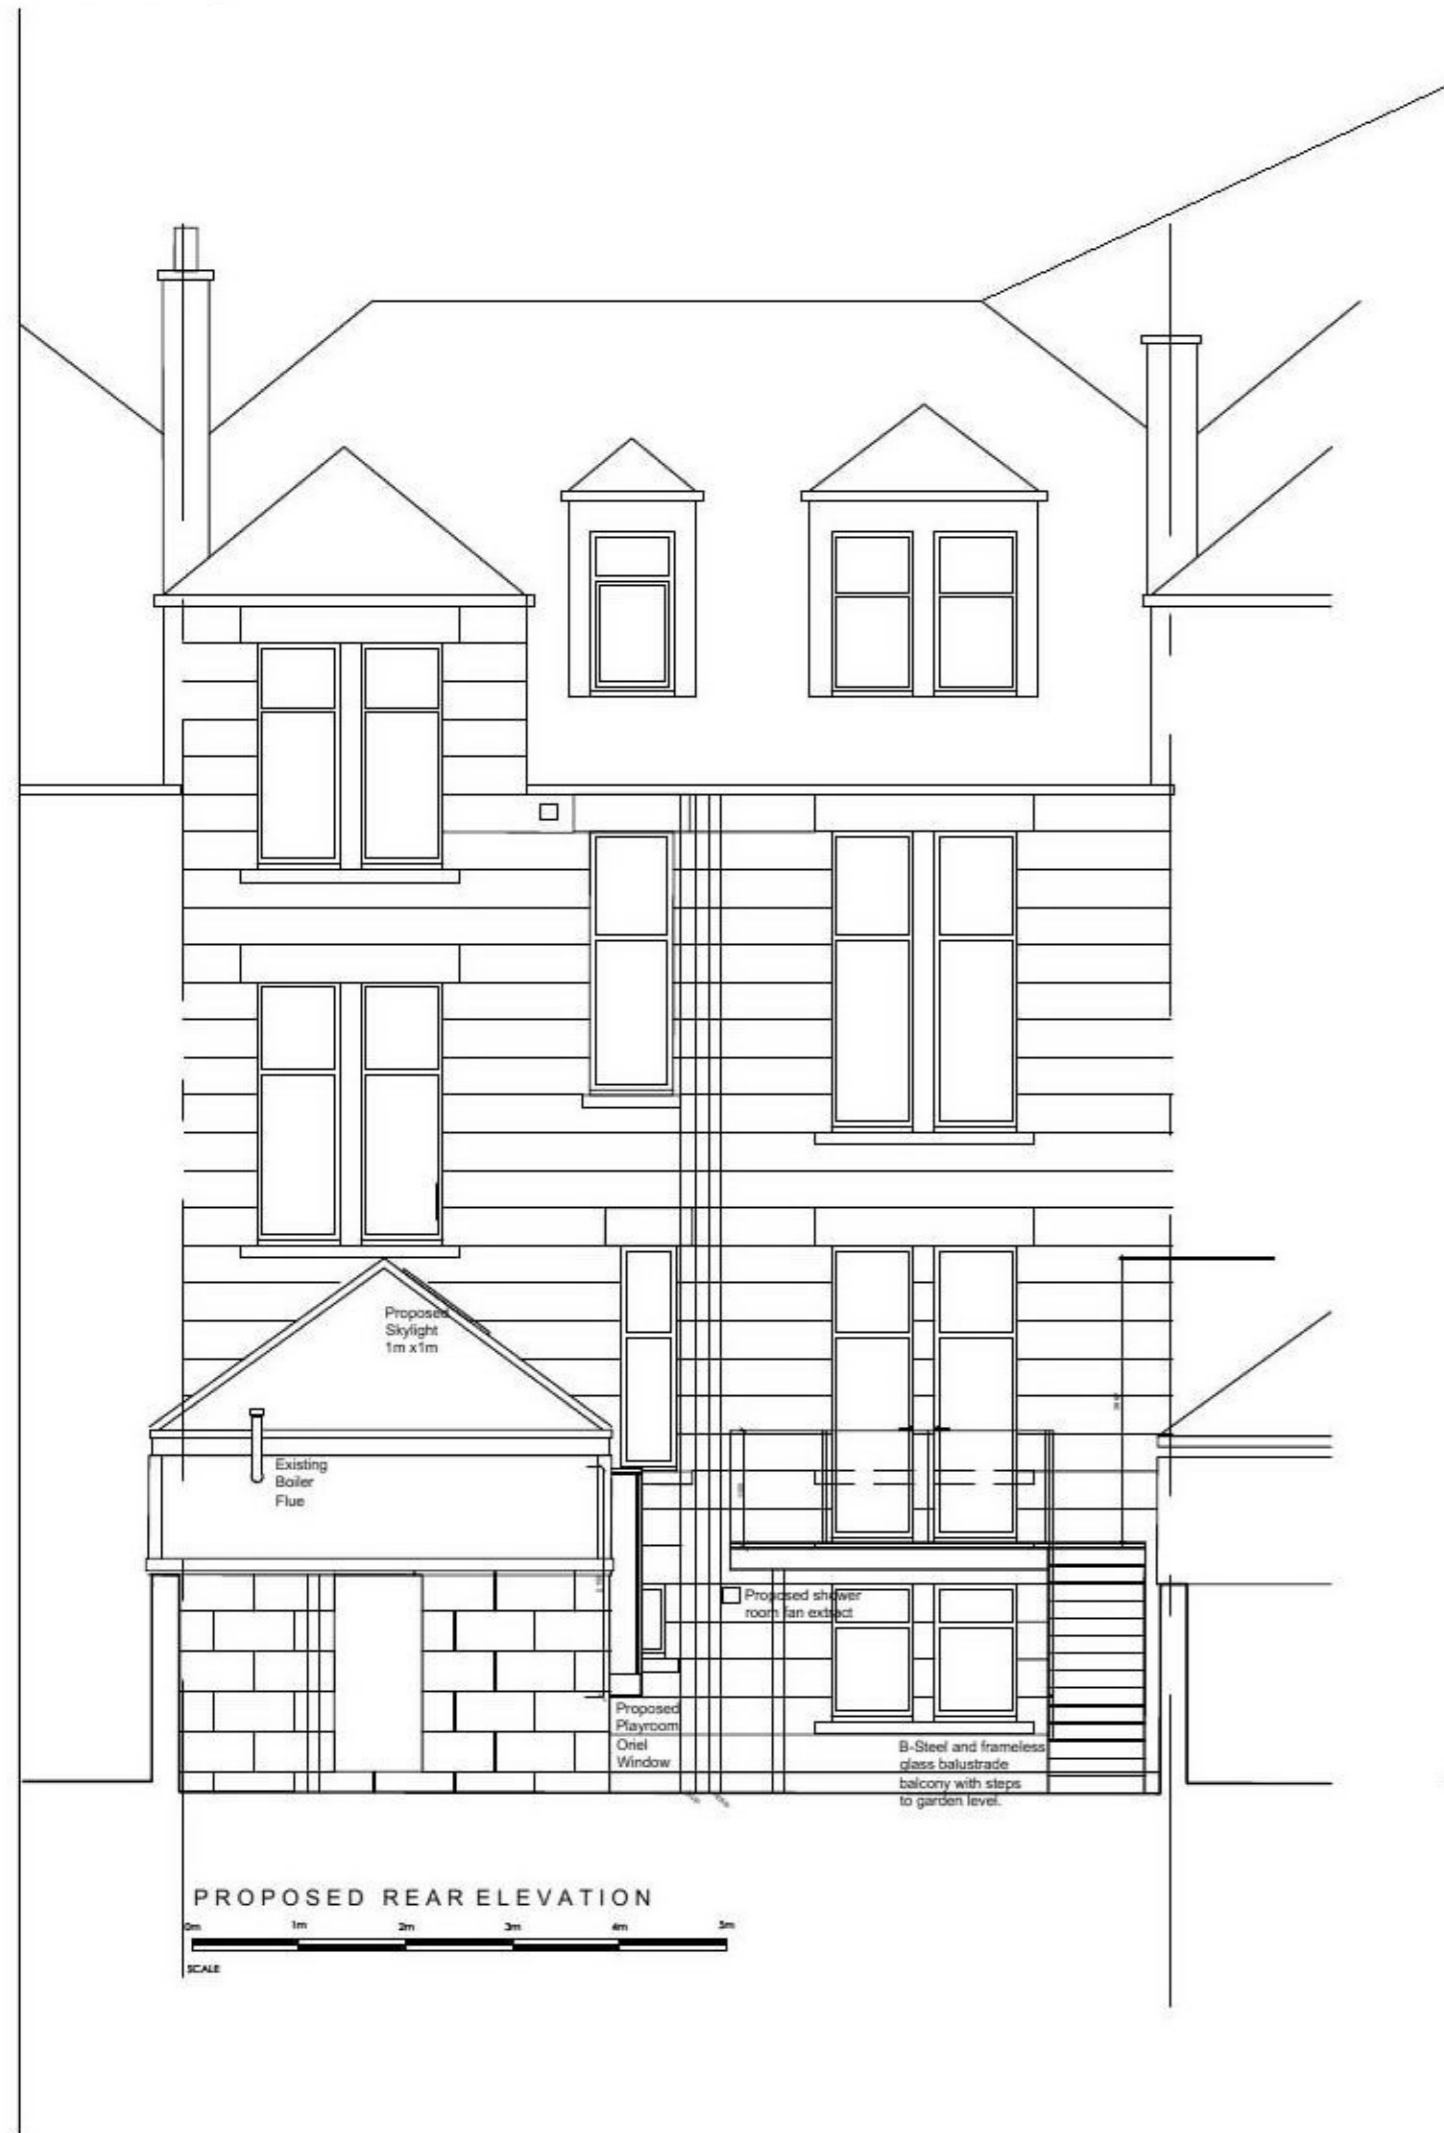 Proposed
Skylight
1m x1m
Existing
Boiler
Flue
Proposed shower
room fan extract
Proposed
Playroom
Oriel
Window
B-Steel and frameless
glass balustrade
balcony with steps
to garden level.
PROPOSED REAR ELEVATION
0m 1m 2m 3m 4m 5m
SCALE